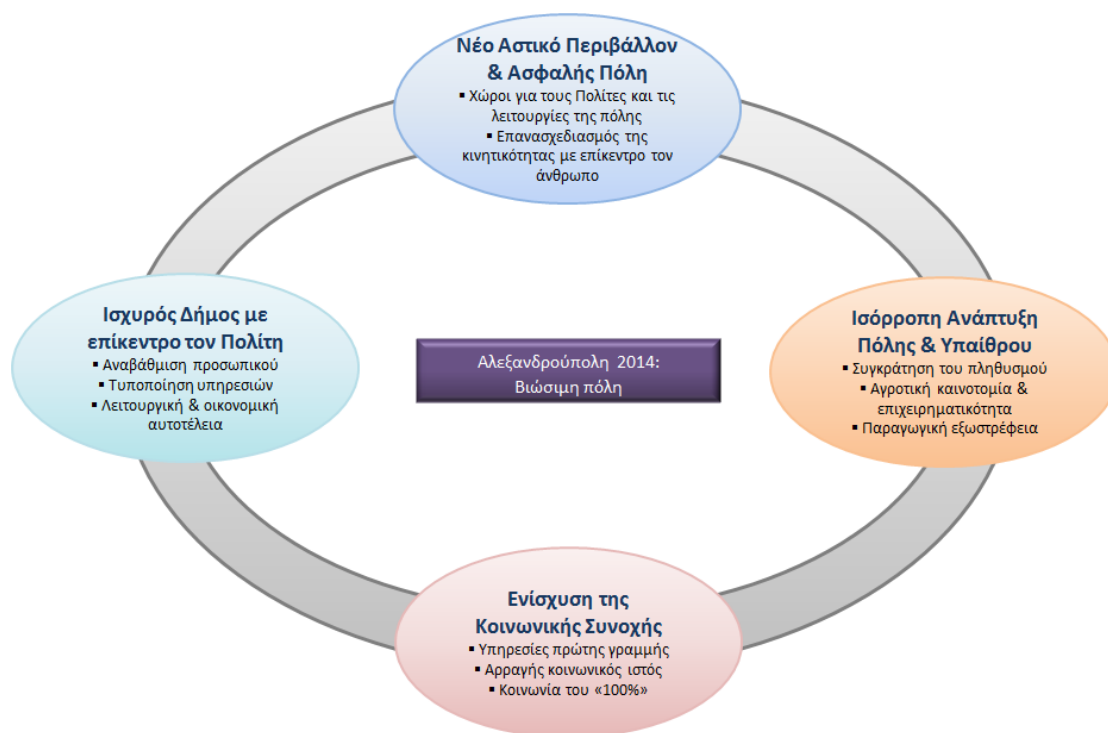 Νέο Αστικό Περιβάλλον
& Ασφαλής Πόλη
▪ Χώροι για τους Πολίτες και τις
λειτουργίες της πόλης
▪ Επανασχεδιασμός της
κινητικότητας με επίκεντρο τον
άνθρωπο
Ισχυρός Δήμος με
επίκεντρο τον Πολίτη
▪ Αναβάθμιση προσωπικού
▪ Τυποποίηση υπηρεσιών
▪ Λειτουργική & οικονομική
αυτοτέλεια
Αλεξανδρούπολη 2014:
Βιώσιμη πόλη
Ισόρροπη Ανάπτυξη
Πόλης & Υπαίθρου
▪ Συγκράτηση του πληθυσμού
▪ Αγροτική καινοτομία &
επιχειρηματικότητα
▪ Παραγωγική εξωστρέφεια
Ενίσχυση της
Κοινωνικής Συνοχής
▪ Υπηρεσίες πρώτης γραμμής
▪ Αρραγής κοινωνικός ιστός
▪ Κοινωνία του «100%»